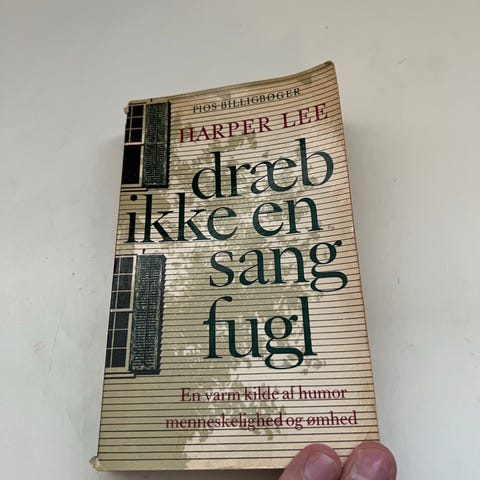 PIOS BILLIGBØGER
HARPER LEE
dræb
ikke en
sang
fugl
En varm kilde af humor
menneskelighed og ømhed